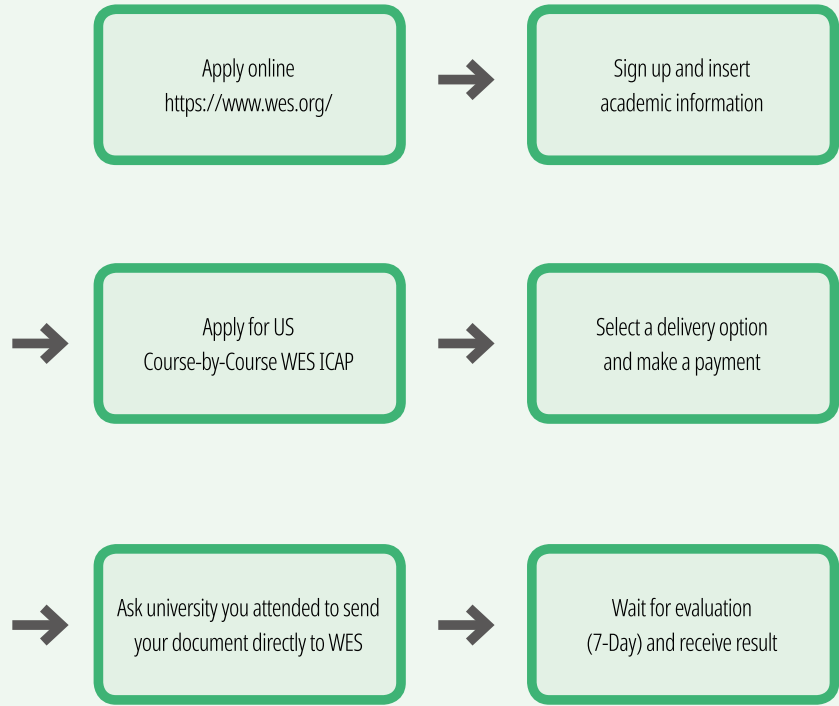 Apply online
https://www.wes.org/
Sign up and insert
academic information
Apply for US
Course-by-Course WES ICAP
Select a delivery option
and make a payment
Ask university you attended to send
your document directly to WES
Wait for evaluation
(7-Day) and receive result